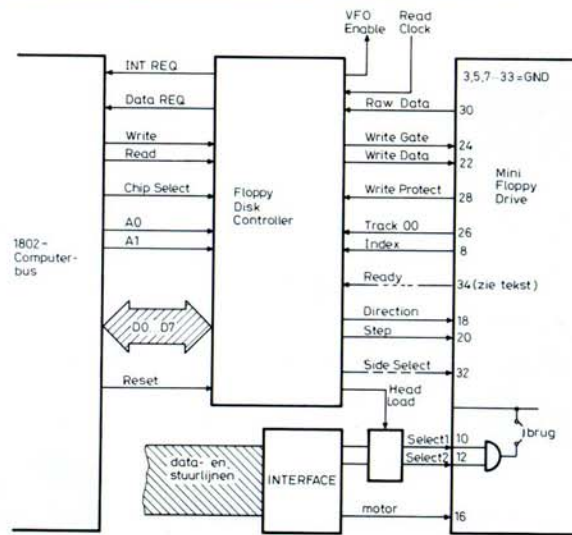 VFO
Enable
Read
Clock
INT REQ
Data REQ
Write
Read
Chip Select
A0
A1
1802-
Computer-
bus
D0. D7
Reset
Floppy
Disk
Controller
3,5,7-33=GND
Raw Data
30
Write Gate
24
Write Data
22
Write Protect
28
Mini
Floppy
Drive
Track 00
26
Index
8
Ready
34 (zie tekst)
Direction
18
Step
20
Side Select
32
Head
Load
data- en
stuurlijnen
INTERFACE
Select1
10
Select2
12
brug
motor
16